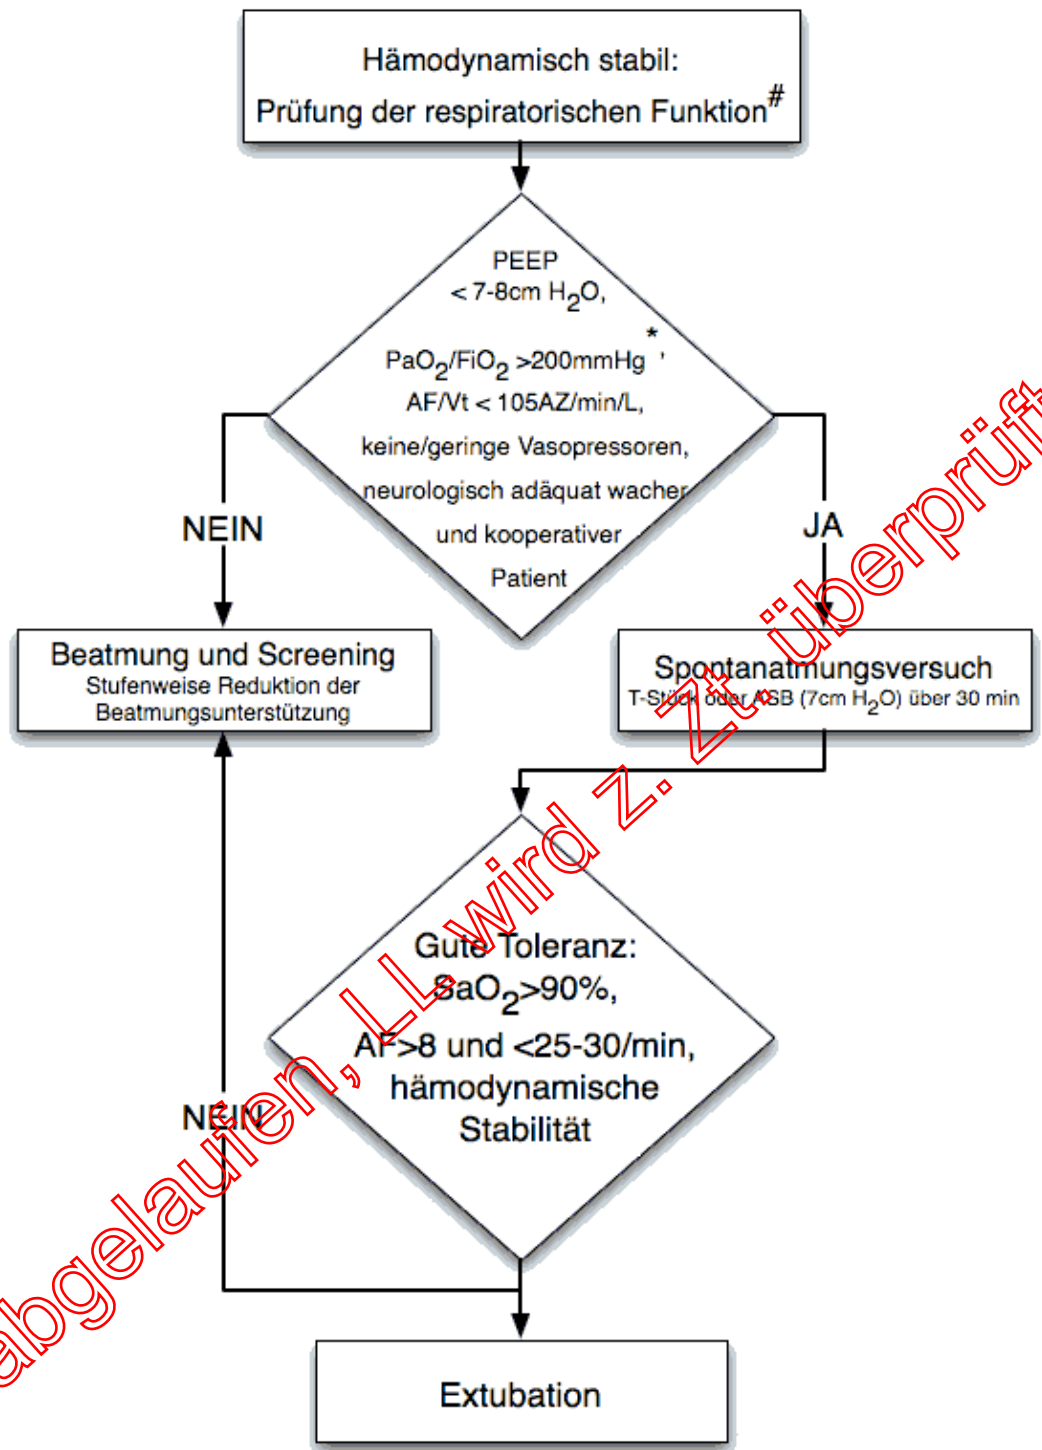 Hämodynamisch stabil:
Prüfung der respiratorischen Funktion#
PEEP
< 7-8cm H2O,
PaO2/FiO2 >200mmHg*,
AF/Vt < 105AZ/min/L,
keine/geringe Vasopressoren,
neurologisch adäquat wacher
und kooperativer
Patient
NEIN
JA
Beatmung und Screening
Stufenweise Reduktion der
Beatmungsunterstützung
Spontanatmungsversuch
T-Stück oder ASB (7cm H2O) über 30 min
Gute Toleranz:
SaO2>90%,
AF>8 und <25-30/min,
hämodynamische
Stabilität
NEIN
Extubation
abgelaufen, LL wird z. Zt. überprüft